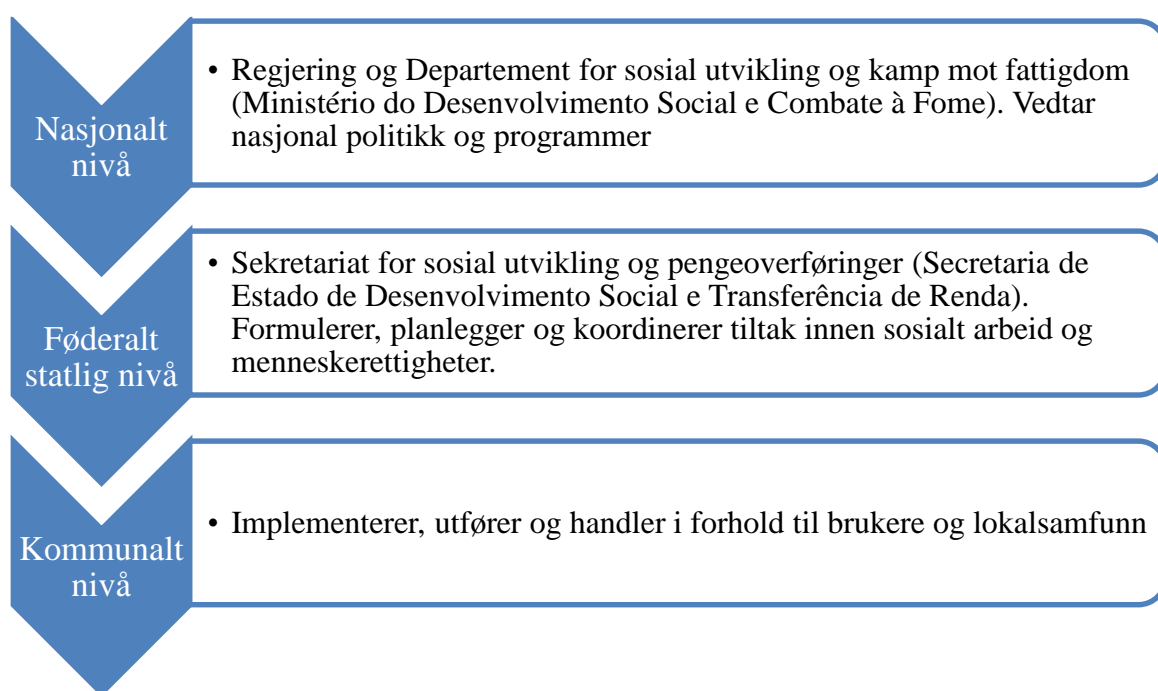 Nasjonalt
nivå
• Regjering og Departement for sosial utvikling og kamp mot fattigdom
(Ministério do Desenvolvimento Social e Combate à Fome). Vedtar
nasjonal politikk og programmer
Føderalt
statlig nivå
• Sekretariat for sosial utvikling og pengeoverføringer (Secretaria de
Estado de Desenvolvimento Social e Transferência de Renda).
Formulerer, planlegger og koordinerer tiltak innen sosialt arbeid og
menneskerettigheter.
Kommunalt
nivå
• Implementerer, utfører og handler i forhold til brukere og lokalsamfunn